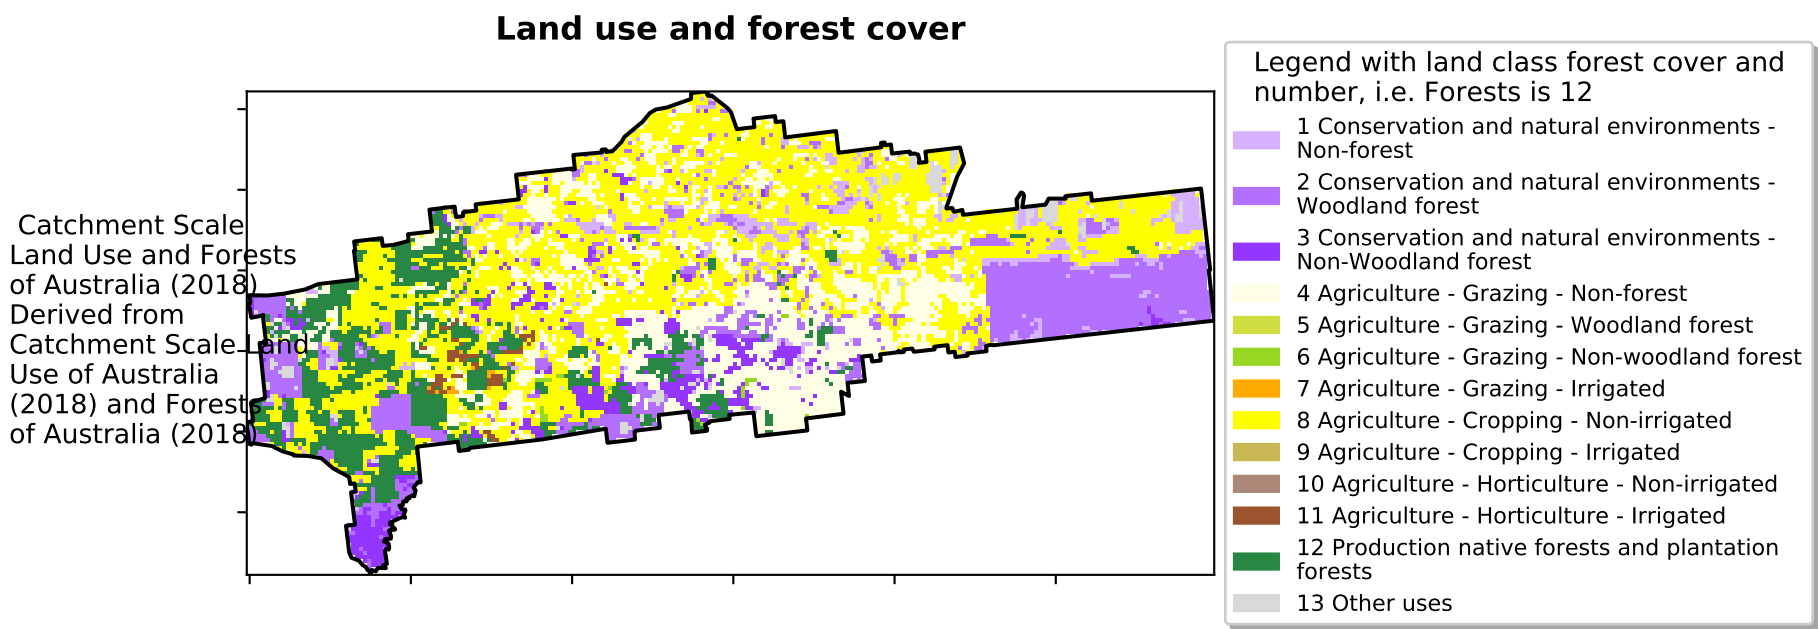 Land use and forest cover
Catchment Scale
Land Use and Forests
of Australia (2018)
Derived from
Catchment Scale Land
Use of Australia
(2018) and Forests
of Australia (2018)
Legend with land class forest cover and
number, i.e. Forests is 12
1 Conservation and natural environments -
Non-forest
2 Conservation and natural environments -
Woodland forest
3 Conservation and natural environments -
Non-Woodland forest
4 Agriculture - Grazing - Non-forest
5 Agriculture - Grazing - Woodland forest
6 Agriculture - Grazing - Non-woodland forest
7 Agriculture - Grazing - Irrigated
8 Agriculture - Cropping - Non-irrigated
9 Agriculture - Cropping - Irrigated
10 Agriculture - Horticulture - Non-irrigated
11 Agriculture - Horticulture - Irrigated
12 Production native forests and plantation
forests
13 Other uses